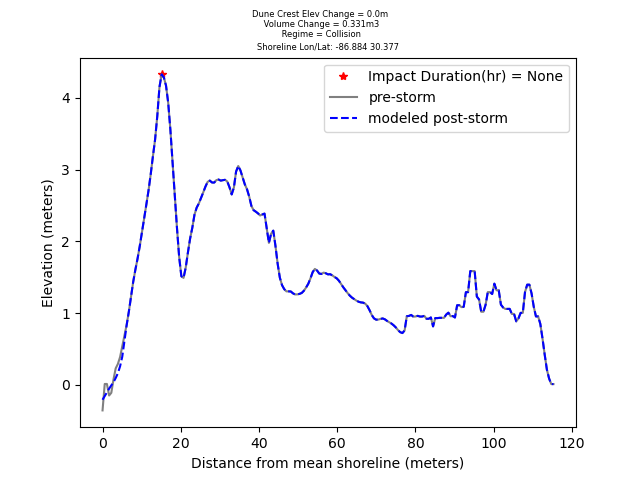 Dune Crest Elev Change = 0.0m
Volume Change = 0.331m3
Regime = Collision
Shoreline Lon/Lat: -86.884 30.377
Impact Duration(hr) = None
pre-storm
modeled post-storm
4
3
2
1
0
Elevation (meters)
0 20 40 60 80 100 120
Distance from mean shoreline (meters)